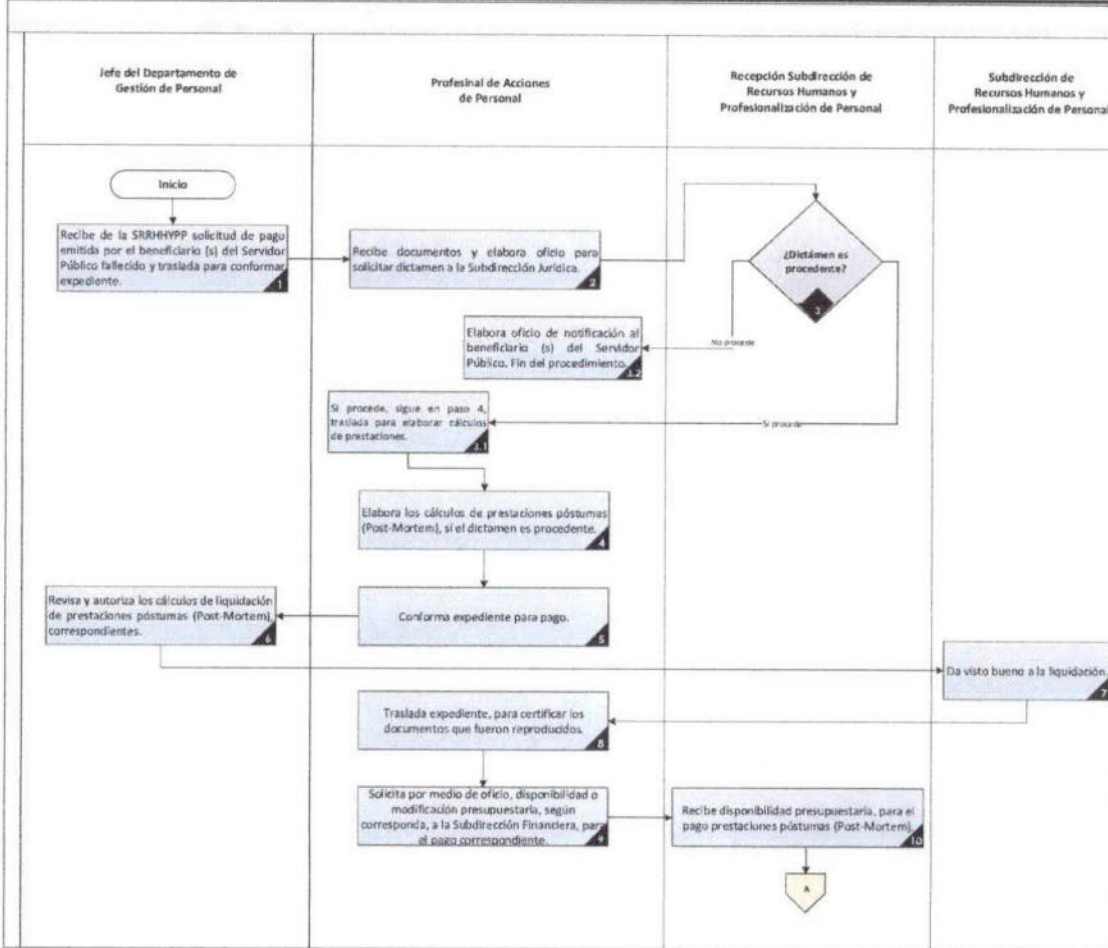 Jefe del Departamento de
Gestión de Personal
Profesinal de Acciones
de Personal
Recepción Subdirección de
Recursos Humanos y
Profesionalización de Personal
Subdirección de
Recursos Humanos y
Profesionalización de Personal
Inicio
Recibe de la SRRHHYPP solicitud de pago
emitida por el beneficiario (s) del Servidor
Público fallecido y traslada para conformar
expediente.
1
Recibe documentos y elabora oficio para
solicitar dictamen a la Subdirección Jurídica.
2
¿Dictámen es
procedente?
3
No procede
Elabora oficio de notificación al
beneficiario (s) del Servidor
Público. Fin del procedimiento.
3.2
Si procede
Si procede, sigue en paso 4,
traslada para elaborar cálculos
de prestaciones.
3.1
Elabora los cálculos de prestaciones póstumas
(Post-Mortem), si el dictamen es procedente.
4
Conforma expediente para pago.
5
Revisa y autoriza los cálculos de liquidación
de prestaciones póstumas (Post-Mortem),
correspondientes.
6
Da visto bueno a la liquidación.
7
Traslada expediente, para certificar los
documentos que fueron reproducidos.
8
Solicita por medio de oficio, disponibilidad o
modificación presupuestaria, según
corresponda, a la Subdirección Financiera, para
el pago correspondiente.
9
Recibe disponibilidad presupuestaria, para el
pago prestaciones póstumas (Post-Mortem)
10
A